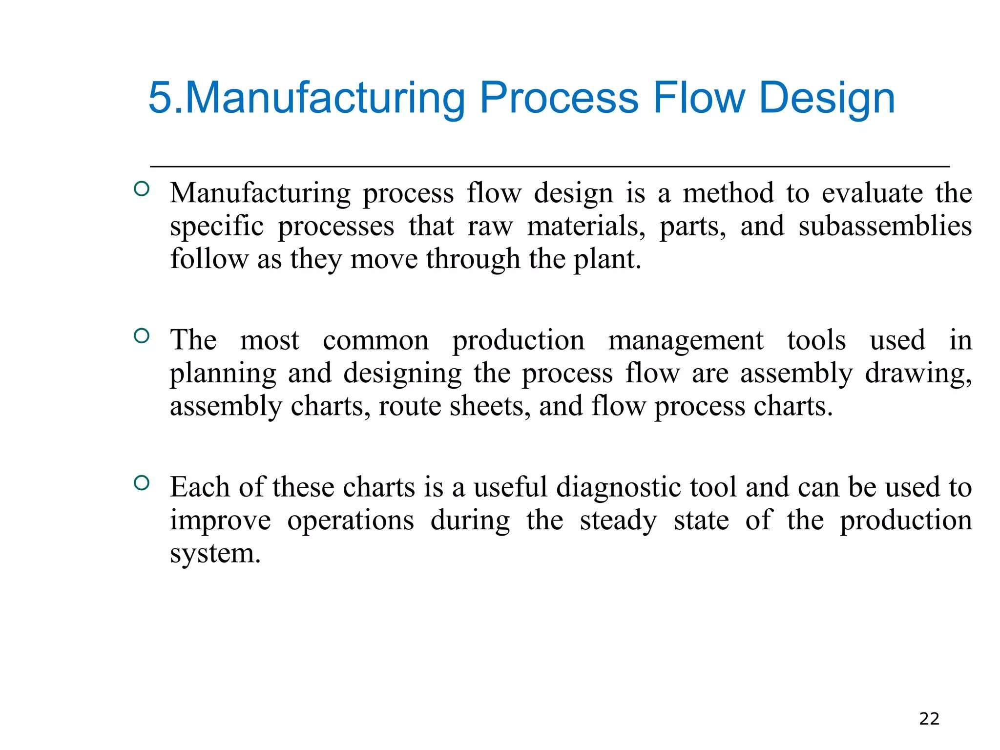 5.Manufacturing Process Flow Design
Manufacturing process flow design is a method to evaluate the
specific processes that raw materials, parts, and subassemblies
follow as they move through the plant.
The most common production management tools used in
planning and designing the process flow are assembly drawing,
assembly charts, route sheets, and flow process charts.
Each of these charts is a useful diagnostic tool and can be used to
improve operations during the steady state of the production
system.
22